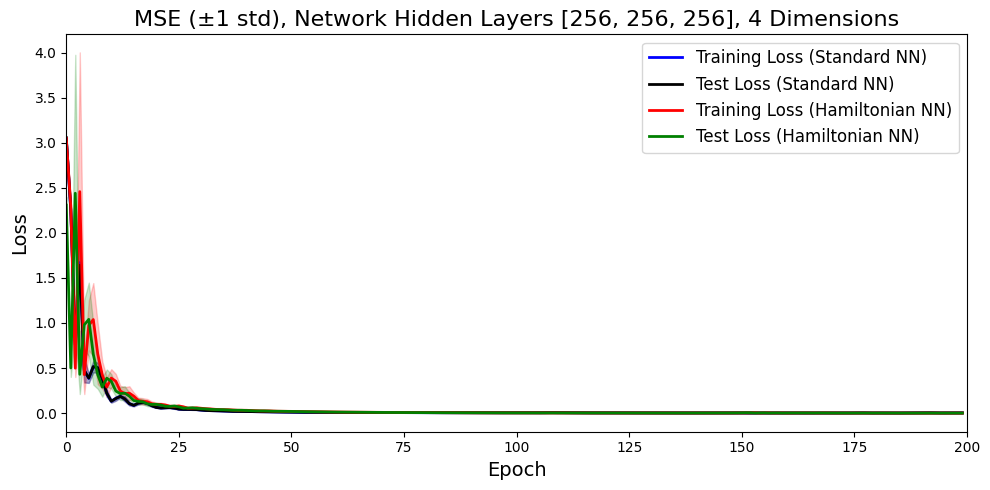 MSE (±1 std), Network Hidden Layers [256, 256, 256], 4 Dimensions
Training Loss (Standard NN)
Test Loss (Standard NN)
Training Loss (Hamiltonian NN)
Test Loss (Hamiltonian NN)
Loss
4.0
3.5
3.0
2.5
2.0
1.5
1.0
0.5
0.0
0 25 50 75 100 125 150 175 200
Epoch